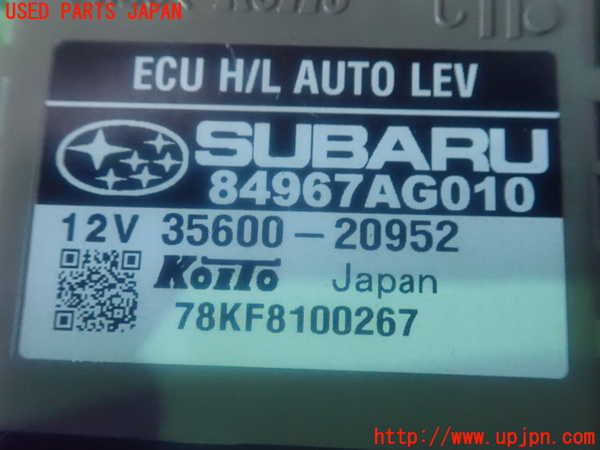 USED PARTS JAPAN
ECU H/L AUTO LEV
SUBARU
84967AG010
12V 35600-20952
KOITO Japan
78KF8100267
http://www.upjpn.com/